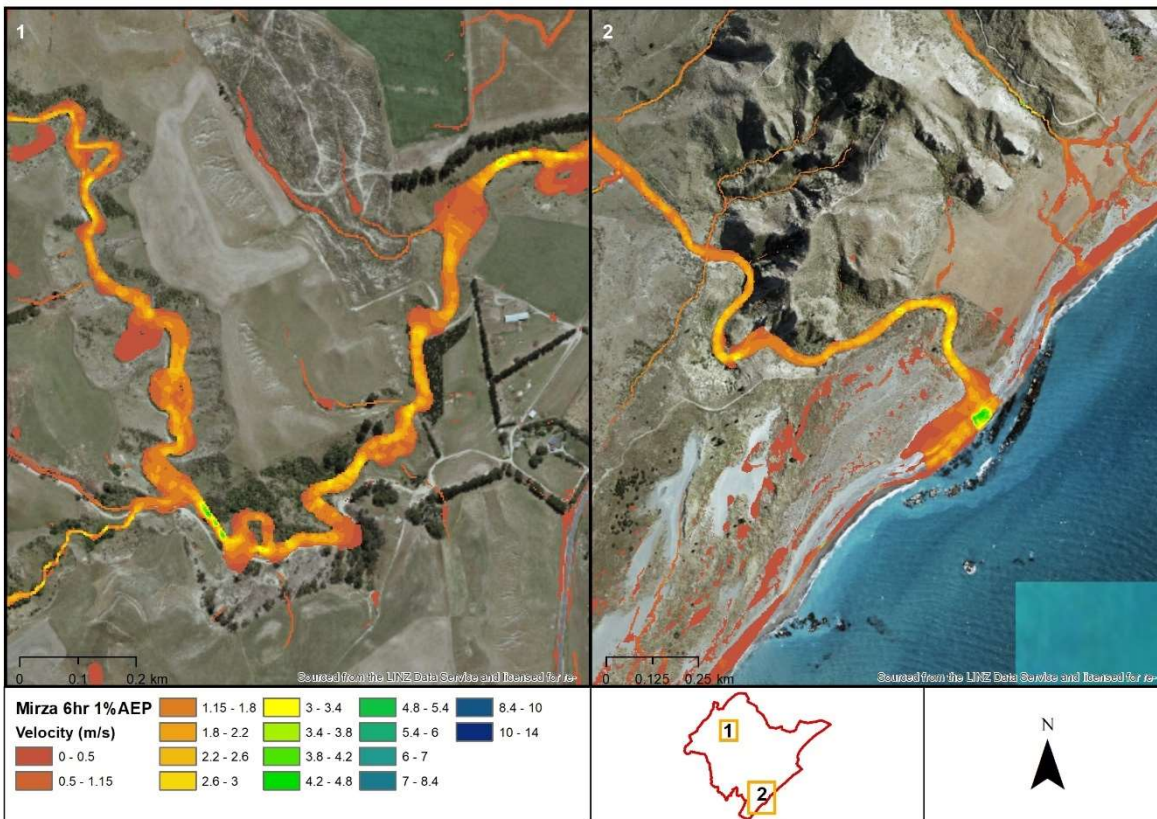 1
2
0 0.1 0.2 km
Sourced from the LINZ Data Service and licensed for re-
0 0.125 0.25 km
Sourced from the LINZ Data Service and licensed for re-
Mirza 6hr 1%AEP
Velocity (m/s)
0 - 0.5
0.5 - 1.15
1.15 - 1.8
1.8 - 2.2
2.2 - 2.6
2.6 - 3
3 - 3.4
3.4 - 3.8
3.8 - 4.2
4.2 - 4.8
4.8 - 5.4
5.4 - 6
6 - 7
7 - 8.4
8.4 - 10
10 - 14
1
2
N